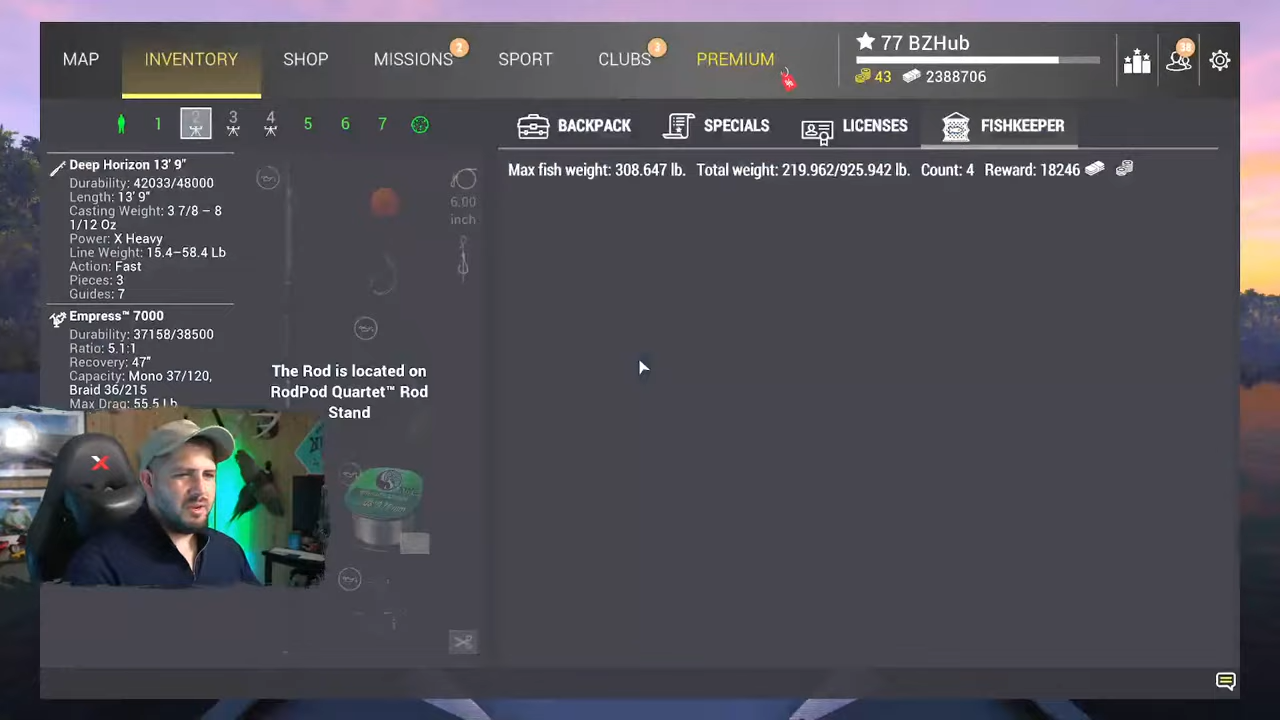 MAP INVENTORY SHOP MISSIONS 2 SPORT CLUBS 3 PREMIUM
77 BZHub
43 2388706
38
1 2 3 4 5 6 7
BACKPACK SPECIALS LICENSES FISHKEEPER
Max fish weight: 308.647 lb. Total weight: 219.962/925.942 lb. Count: 4 Reward: 18246
Deep Horizon 13' 9"
Durability: 42033/48000
Length: 13' 9"
Casting Weight: 3 7/8 – 8
1/12 Oz
Power: X Heavy
Line Weight: 15.4–58.4 Lb
Action: Fast
Pieces: 3
Guides: 7
6.00
inch
Empress™ 7000
Durability: 37158/38500
Ratio: 5.1:1
Recovery: 47"
Capacity: Mono 37/120,
Braid 36/215
Max Drag: 55.5 Lb
The Rod is located on
RodPod Quartet™ Rod
Stand
X